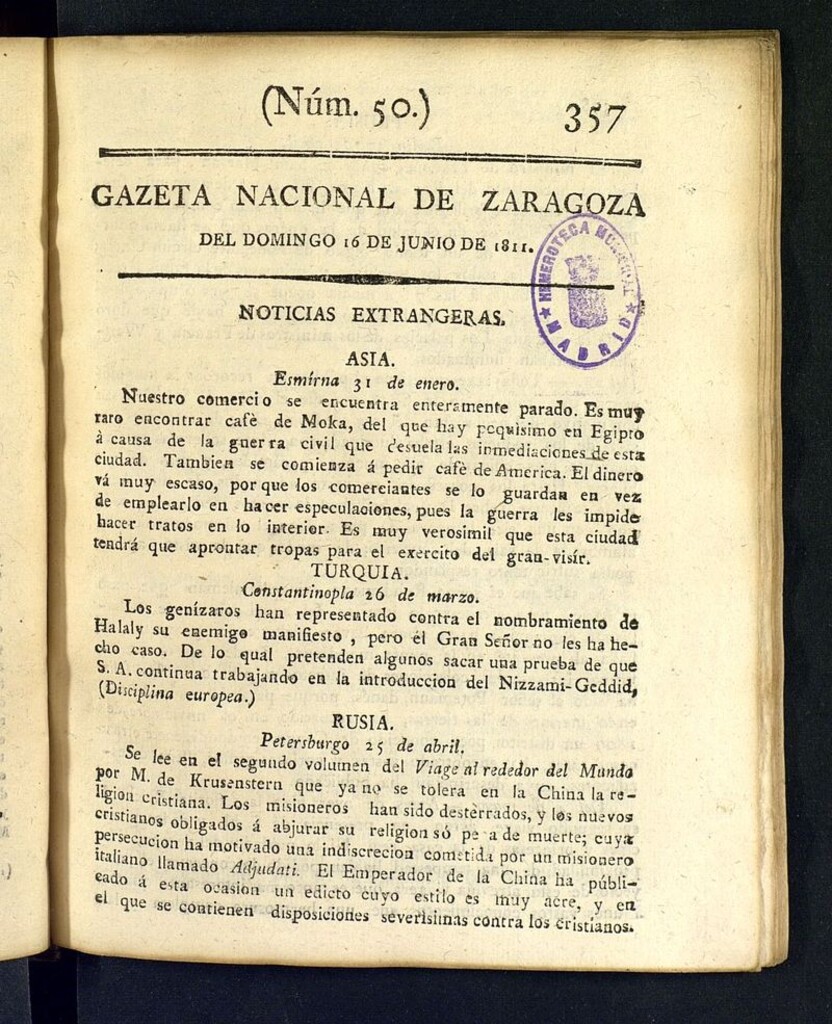 (Núm. 50.)
357
GAZETA NACIONAL DE ZARAGOZA
DEL DOMINGO 16 DE JUNIO DE 1811.
HEMEROTECA MUNICIPAL
★ MADRID ★
NOTICIAS EXTRANGERAS.
ASIA.
Esmirna 31 de enero.
Nuestro comercio se encuentra enteramente parado. Es muy
raro encontrar cafè de Moka, del que hay pequisimo en Egipto
à causa de la guerra civil que desuela las inmediaciones de esta
ciudad. Tambien se comienza á pedir cafè de America. El dinero
vá muy escaso, por que los comerciantes se lo guardan en vez
de emplearlo en hacer especulaciones, pues la guerra les impide
hacer tratos en lo interior. Es muy verosimil que esta ciudad
tendrá que aprontar tropas para el exercito del gran-visír.
TURQUIA.
Constantinopla 26 de marzo.
Los genízaros han representado contra el nombramiento de
Halaly su enemigo manifiesto , pero él Gran Señor no les ha he-
cho caso. De lo qual pretenden algunos sacar una prueba de que
S. A. continua trabajando en la introduccion del Nizzami-Geddid,
(Disciplina europea.)
RUSIA.
Petersburgo 25 de abril.
Se lee en el segundo volumen del Viage al rededor del Mundo
por M. de Krusenstern que ya no se tolera en la China la re-
ligion cristiana. Los misioneros han sido desterrados, y los nuevos
cristianos obligados á abjurar su religion só pe a de muerte; cuya
persecucion ha motivado una indiscrecion cometida por un misionero
italiano llamado Adjudati. El Emperador de la China ha públi-
cado á esta ocasion un edicto cuyo estilo es muy acre, y en
el que se contienen disposiciones severisimas contra los cristianos.